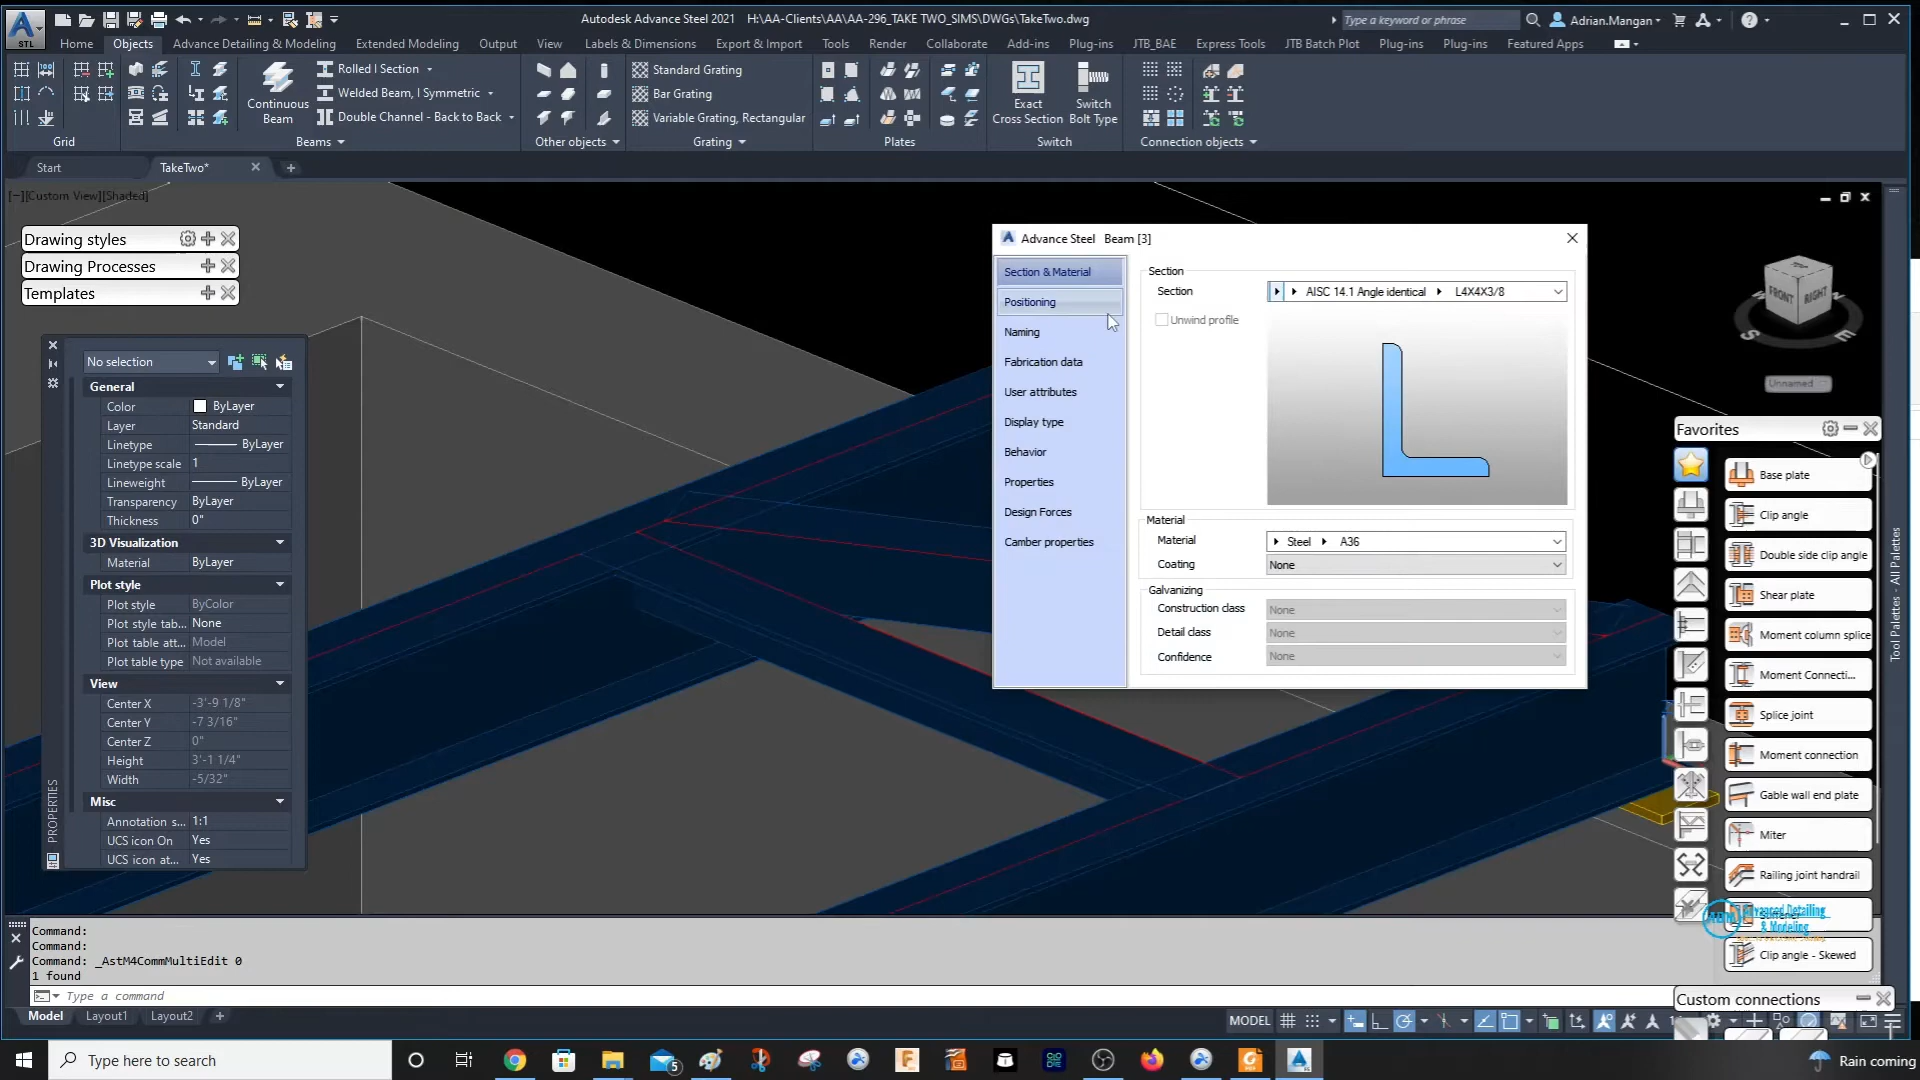 Autodesk Advance Steel 2021 H:\AA-Clients\AA\AA-296_TAKE TWO_SIMS\DWGs\TakeTwo.dwg
Type a keyword or phrase
Adrian.Mangan
STL
Home Objects Advance Detailing & Modeling Extended Modeling Output View Labels & Dimensions Export & Import Tools Render Collaborate Add-ins Plug-ins JTB_BAE Express Tools JTB Batch Plot Plug-ins Plug-ins Featured Apps
Rolled I Section
Welded Beam, I Symmetric
Double Channel - Back to Back
Continuous
Beam
Standard Grating
Bar Grating
Variable Grating, Rectangular
Exact
Cross Section
Switch
Bolt Type
Grid Beams Other objects Grating Plates Switch Connection objects
Start TakeTwo*
[−][Custom View][Shaded]
Drawing styles
Drawing Processes
Templates
No selection
General
Color ByLayer
Layer Standard
Linetype ByLayer
Linetype scale 1
Lineweight ByLayer
Transparency ByLayer
Thickness 0"
3D Visualization
Material ByLayer
Plot style
Plot style ByColor
Plot style tab... None
Plot table att... Model
Plot table type Not available
View
Center X -3'-9 1/8"
Center Y -7 3/16"
Center Z 0"
Height 3'-1 1/4"
Width -5/32"
Misc
Annotation s... 1:1
UCS icon On Yes
UCS icon at... Yes
PROPERTIES
Advance Steel Beam [3]
Section & Material
Positioning
Naming
Fabrication data
User attributes
Display type
Behavior
Properties
Design Forces
Camber properties
Section
Section AISC 14.1 Angle identical L4X4X3/8
Unwind profile
Material
Material Steel A36
Coating None
Galvanizing
Construction class None
Detail class None
Confidence None
TOP
FRONT RIGHT
S E
Unnamed
Favorites
Base plate
Clip angle
Double side clip angle
Shear plate
Moment column splice
Moment Connecti...
Splice joint
Moment connection
Gable wall end plate
Miter
Railing joint handrail
Stiffener
Advanced Detailing
& Modeling
Clip angle - Skewed
Custom connections
Tool Palettes - All Palettes
Command:
Command:
Command: _AstM4CommMultiEdit 0
1 found
Type a command
Model Layout1 Layout2
MODEL
Type here to search
5
Rain coming